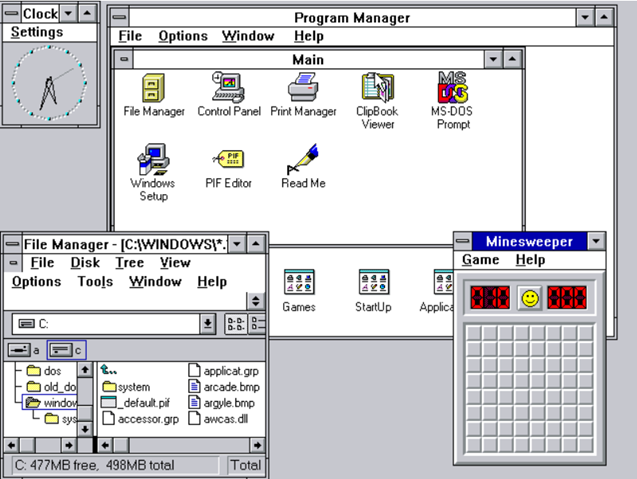 Clock
Settings
Program Manager
File Options Window Help
Main
File Manager
Control Panel
Print Manager
ClipBook
Viewer
MS-DOS
Prompt
MS
DOS
Windows
Setup
PIF
PIF Editor
Read Me
Games
StartUp
Applica
File Manager - [C:\WINDOWS\*.
File Disk Tree View
Options Tools Window Help
C:
a
c
dos
old_do
window
sys
system
_default.pif
accessor.grp
applicat.grp
arcade.bmp
argyle.bmp
awcas.dll
C: 477MB free, 498MB total
Total
Minesweeper
Game Help